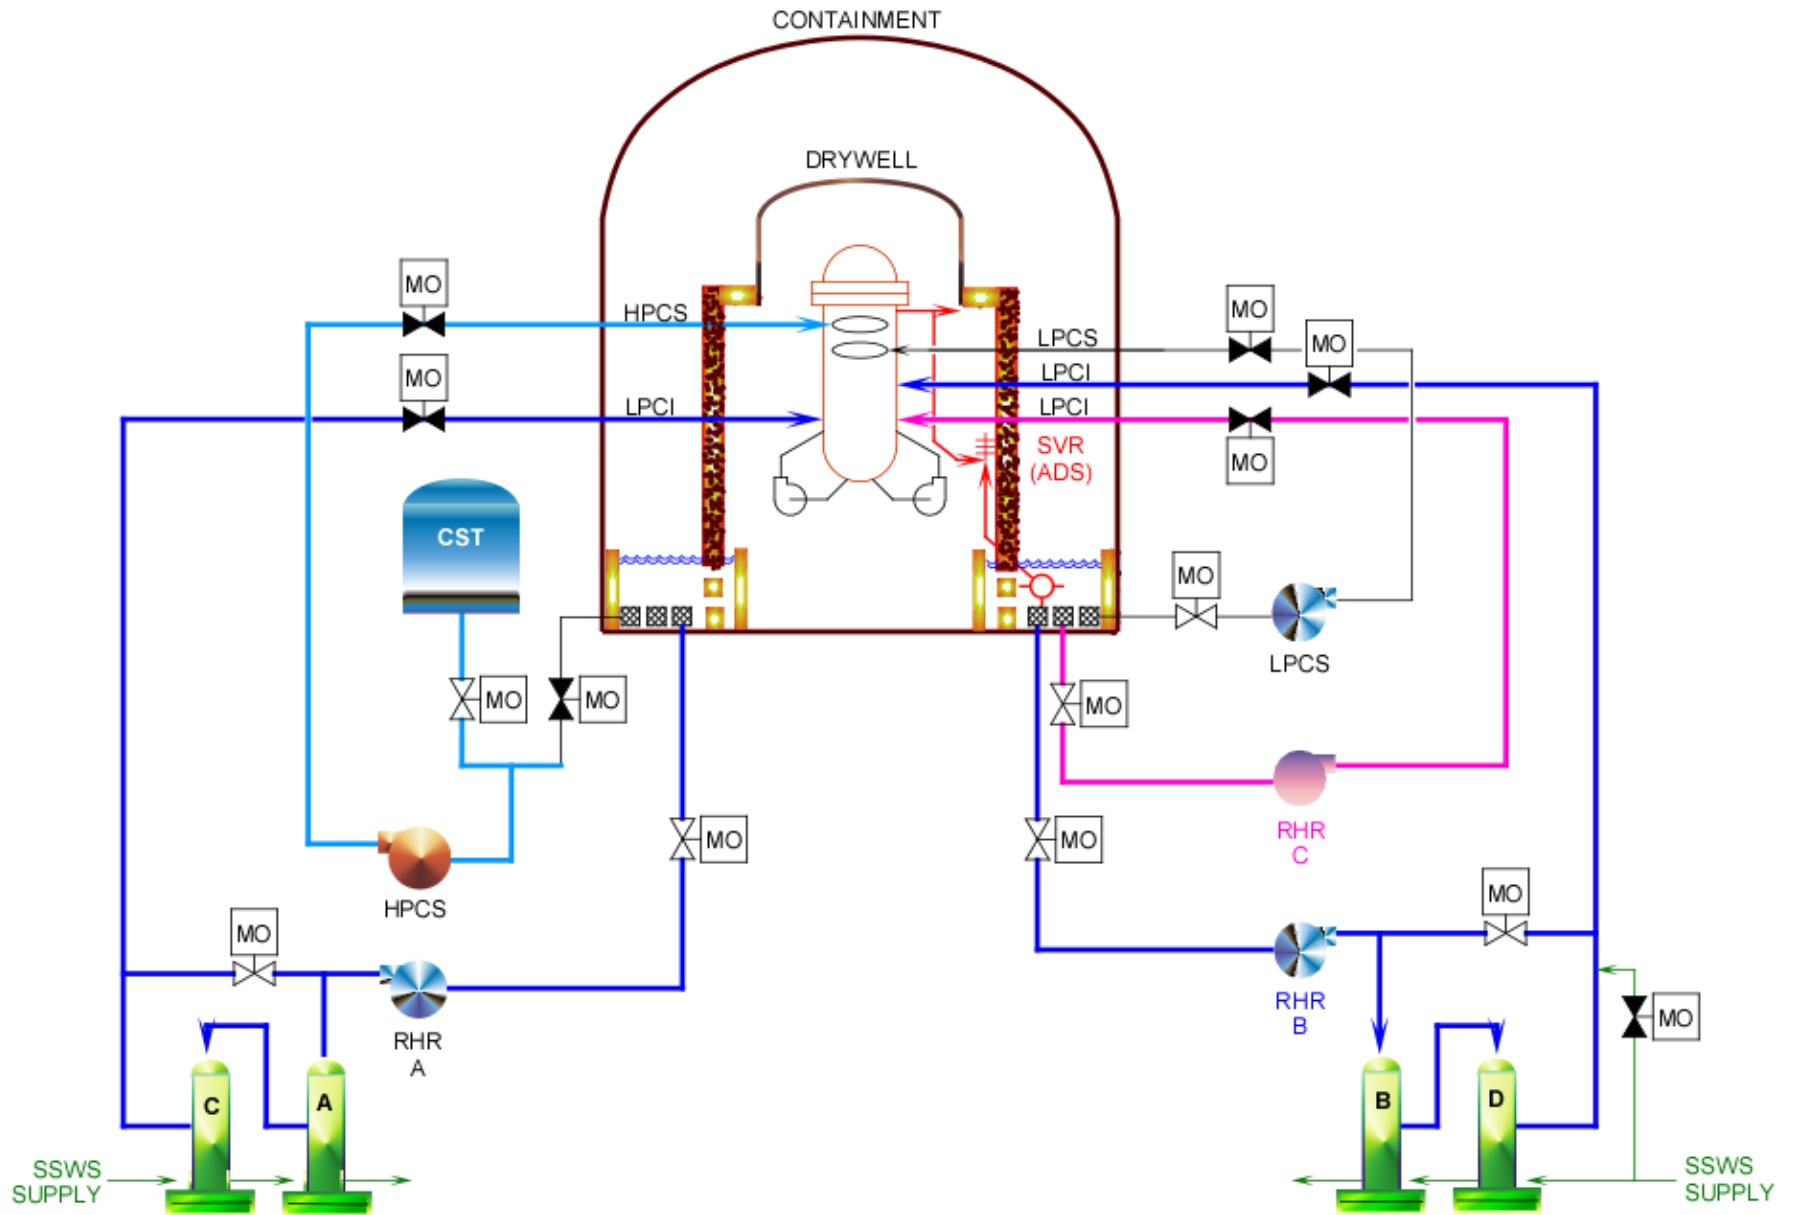 CONTAINMENT
DRYWELL
MO
HPCS
MO
LPCS
MO
MO
LPCI
MO
LPCI
LPCI
SVR
(ADS)
MO
CST
MO
LPCS
MO
MO
MO
MO
MO
RHR
C
HPCS
MO
MO
RHR
A
RHR
B
MO
C
A
B
D
SSWS
SUPPLY
SSWS
SUPPLY